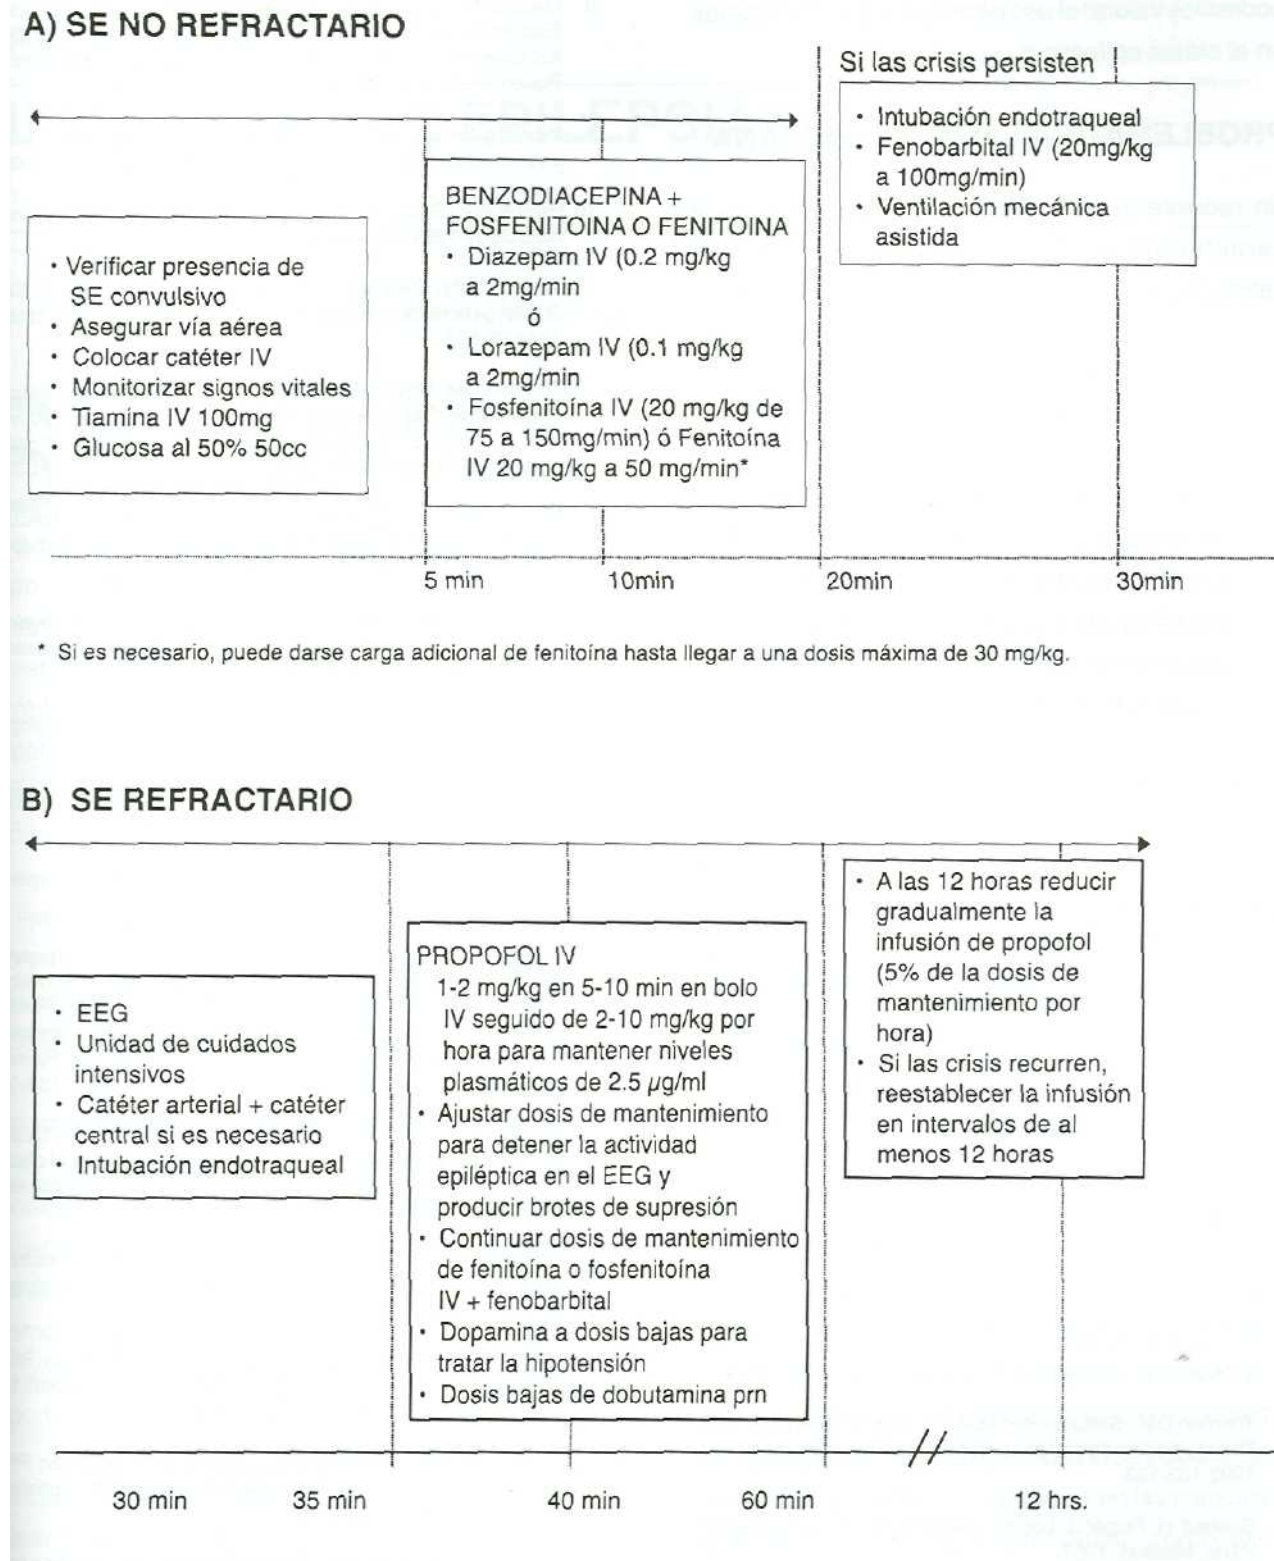 A) SE NO REFRACTARIO
Si las crisis persisten
• Intubación endotraqueal
• Fenobarbital IV (20mg/kg
a 100mg/min)
• Ventilación mecánica
asistida
BENZODIACEPINA +
FOSFENITOINA O FENITOINA
• Diazepam IV (0.2 mg/kg
a 2mg/min
ó
• Lorazepam IV (0.1 mg/kg
a 2mg/min
• Fosfenitoína IV (20 mg/kg de
75 a 150mg/min) ó Fenitoína
IV 20 mg/kg a 50 mg/min*
• Verificar presencia de
SE convulsivo
• Asegurar vía aérea
• Colocar catéter IV
• Monitorizar signos vitales
• Tiamina IV 100mg
• Glucosa al 50% 50cc
5 min 10min 20min 30min
* Si es necesario, puede darse carga adicional de fenitoína hasta llegar a una dosis máxima de 30 mg/kg.
B) SE REFRACTARIO
• EEG
• Unidad de cuidados
intensivos
• Catéter arterial + catéter
central si es necesario
• Intubación endotraqueal
PROPOFOL IV
1-2 mg/kg en 5-10 min en bolo
IV seguido de 2-10 mg/kg por
hora para mantener niveles
plasmáticos de 2.5 µg/ml
• Ajustar dosis de mantenimiento
para detener la actividad
epiléptica en el EEG y
producir brotes de supresión
• Continuar dosis de mantenimiento
de fenitoína o fosfenitoína
IV + fenobarbital
• Dopamina a dosis bajas para
tratar la hipotensión
• Dosis bajas de dobutamina prn
• A las 12 horas reducir
gradualmente la
infusión de propofol
(5% de la dosis de
mantenimiento por
hora)
• Si las crisis recurren,
reestablecer la infusión
en intervalos de al
menos 12 horas
30 min 35 min 40 min 60 min 12 hrs.